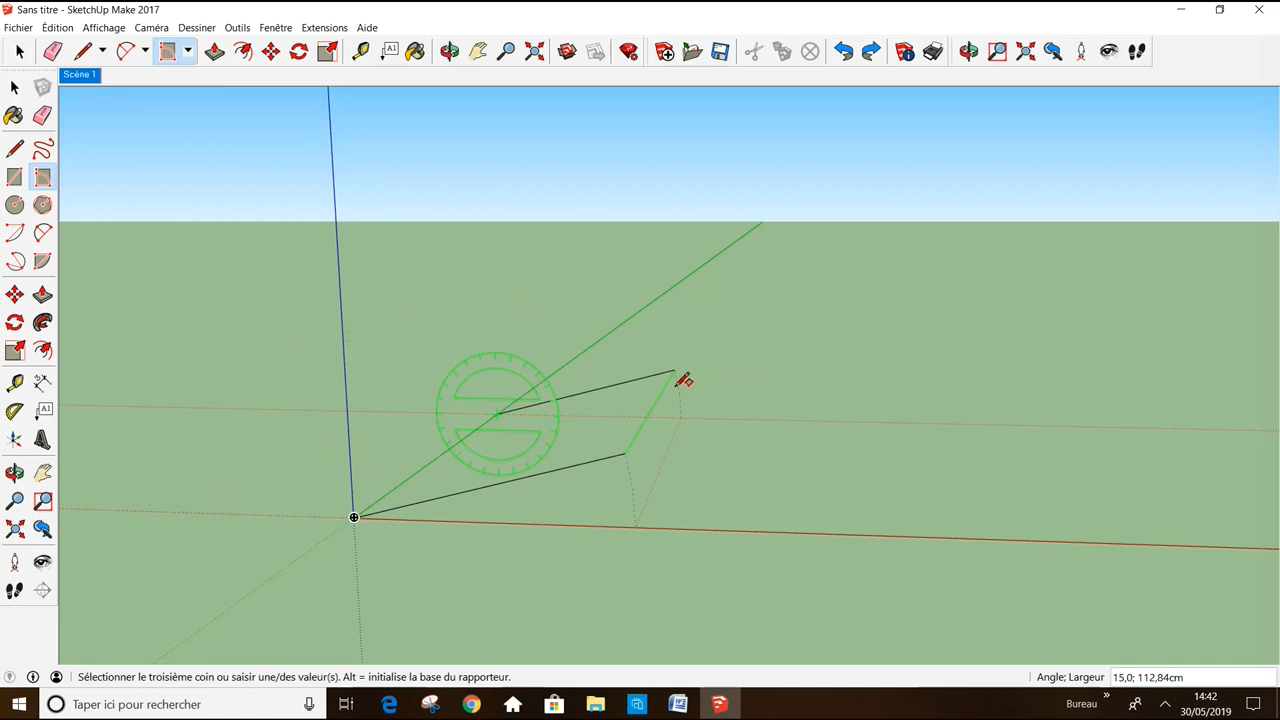 Sans titre - SketchUp Make 2017
Fichier Édition Affichage Caméra Dessiner Outils Fenêtre Extensions Aide
A1
Scène 1
A1
Sélectionner le troisième coin ou saisir une/des valeur(s). Alt = initialise la base du rapporteur.
Angle; Largeur 15,0; 112,84cm
Taper ici pour rechercher
Bureau
»
14:42
30/05/2019